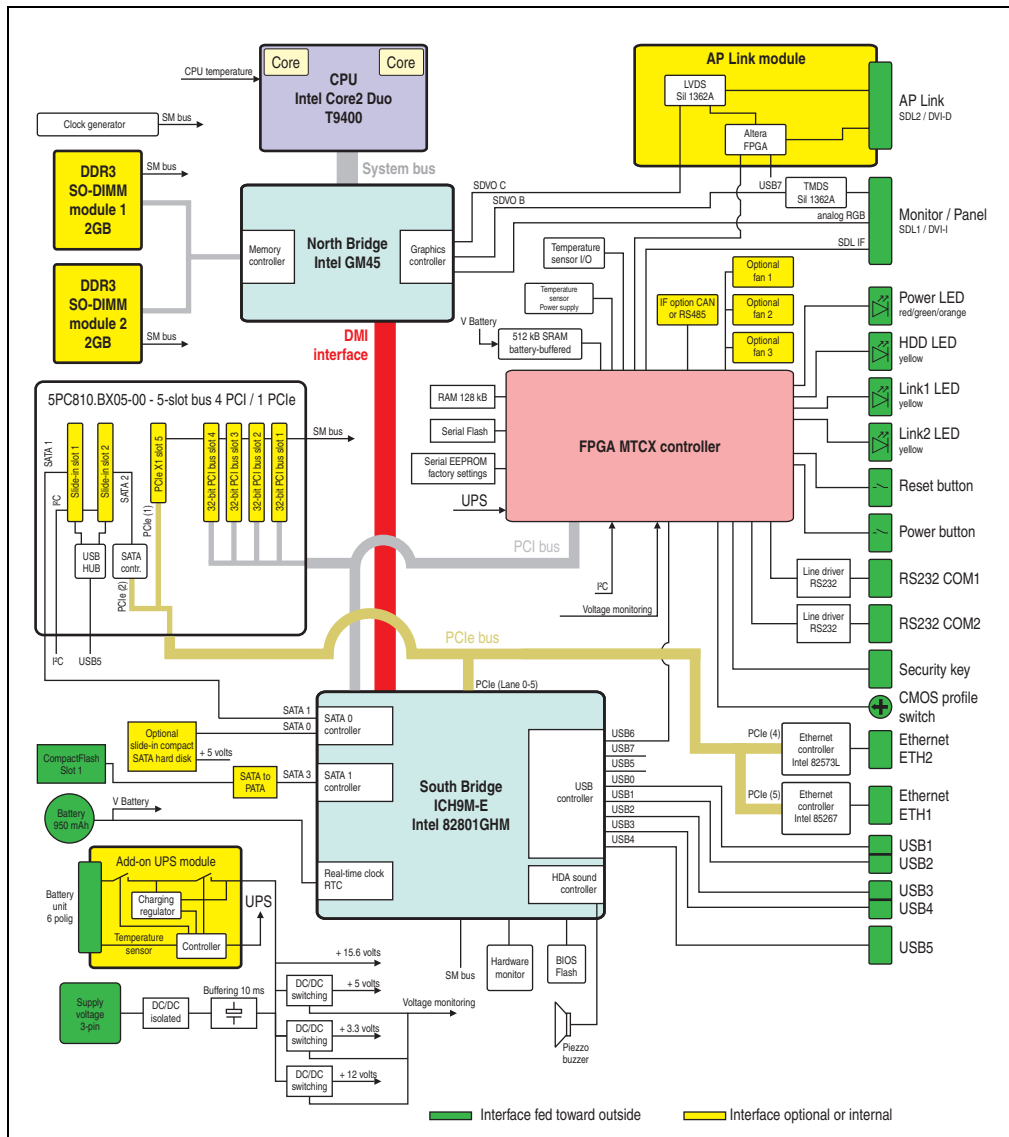 Core
Core
CPU
Intel Core2 Duo
T9400
CPU temperature
Clock generator
SM bus
DDR3
SO-DIMM
module 1
2GB
SM bus
DDR3
SO-DIMM
module 2
2GB
SM bus
System bus
Memory
controller
North Bridge
Intel GM45
Graphics
controller
SDVO C
SDVO B
analog RGB
SDL IF
USB7
AP Link module
LVDS
Sil 1362A
Altera
FPGA
AP Link
SDL2 / DVI-D
TMDS
Sil 1362A
Monitor / Panel
SDL1 / DVI-I
DMI
interface
Temperature
sensor I/O
Temperature
sensor
Power supply
V Battery
512 kB SRAM
battery-buffered
IF option CAN
or RS485
Optional
fan 1
Optional
fan 2
Optional
fan 3
RAM 128 kB
Serial Flash
Serial EEPROM
factory settings
UPS
FPGA MTCX controller
Power LED
red/green/orange
HDD LED
yellow
Link1 LED
yellow
Link2 LED
yellow
Reset button
Power button
Line driver
RS232
RS232 COM1
Line driver
RS232
RS232 COM2
Security key
CMOS profile
switch
5PC810.BX05-00 - 5-slot bus 4 PCI / 1 PCIe
SATA 1
I²C
Slide-in slot 1
Slide-in slot 2
SATA 2
PCIe (1)
PCIe X1 slot 5
32-bit PCI bus slot 4
32-bit PCI bus slot 3
32-bit PCI bus slot 2
32-bit PCI bus slot 1
SM bus
USB
HUB
SATA
contr.
PCIe (2)
I²C
USB5
PCI bus
I²C
Voltage monitoring
PCIe bus
PCIe (Lane 0-5)
PCIe (4)
Ethernet
controller
Intel 82573L
Ethernet
ETH2
PCIe (5)
Ethernet
controller
Intel 85267
Ethernet
ETH1
SATA 1
SATA 0
SATA 0
controller
Optional
slide-in compact
SATA hard disk
+ 5 volts
CompactFlash
Slot 1
SATA to
PATA
SATA 3
SATA 1
controller
Battery
950 mAh
V Battery
Real-time clock
RTC
South Bridge
ICH9M-E
Intel 82801GHM
USB
controller
HDA sound
controller
USB6
USB7
USB5
USB0
USB1
USB2
USB3
USB4
USB1
USB2
USB3
USB4
USB5
Add-on UPS module
Battery
unit
6 polig
Charging
regulator
UPS
Temperature
sensor
Controller
SM bus
Hardware
monitor
BIOS
Flash
Piezzo
buzzer
Supply
voltage
3-pin
DC/DC
isolated
Buffering 10 ms
+ 15.6 volts
DC/DC
switching
+ 5 volts
Voltage monitoring
DC/DC
switching
+ 3.3 volts
DC/DC
switching
+ 12 volts
Interface fed toward outside
Interface optional or internal